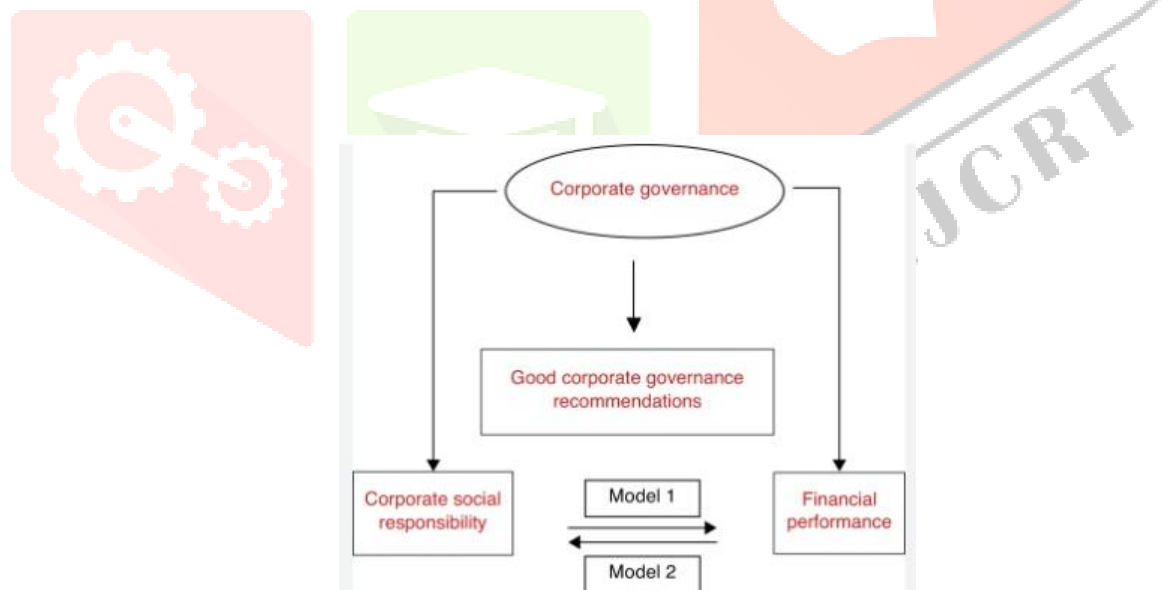 Corporate governance
JCRT
Good corporate governance
recommendations
Corporate social
responsibility
Model 1
Financial
performance
Model 2